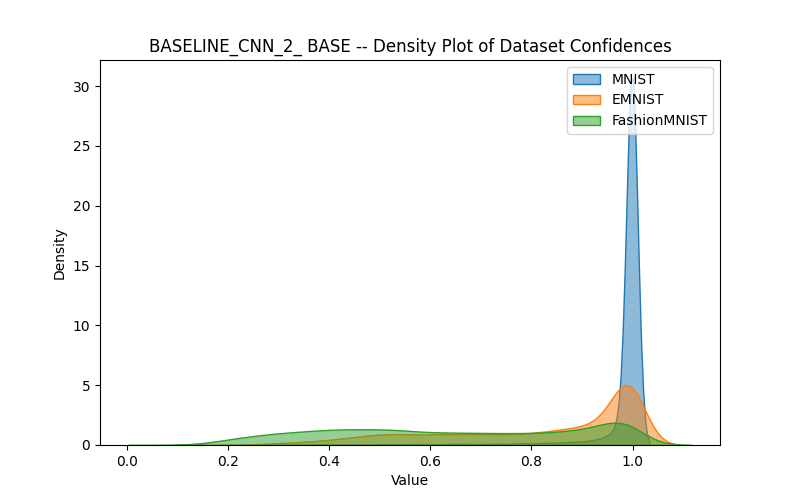 BASELINE_CNN_2_ BASE -- Density Plot of Dataset Confidences
MNIST
EMNIST
FashionMNIST
Density
30
25
20
15
10
5
0
0.0 0.2 0.4 0.6 0.8 1.0
Value